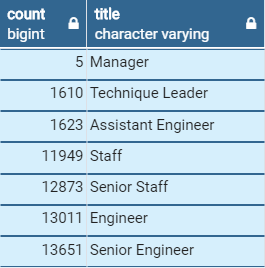 count title
bigint character varying
5 Manager
1610 Technique Leader
1623 Assistant Engineer
11949 Staff
12873 Senior Staff
13011 Engineer
13651 Senior Engineer